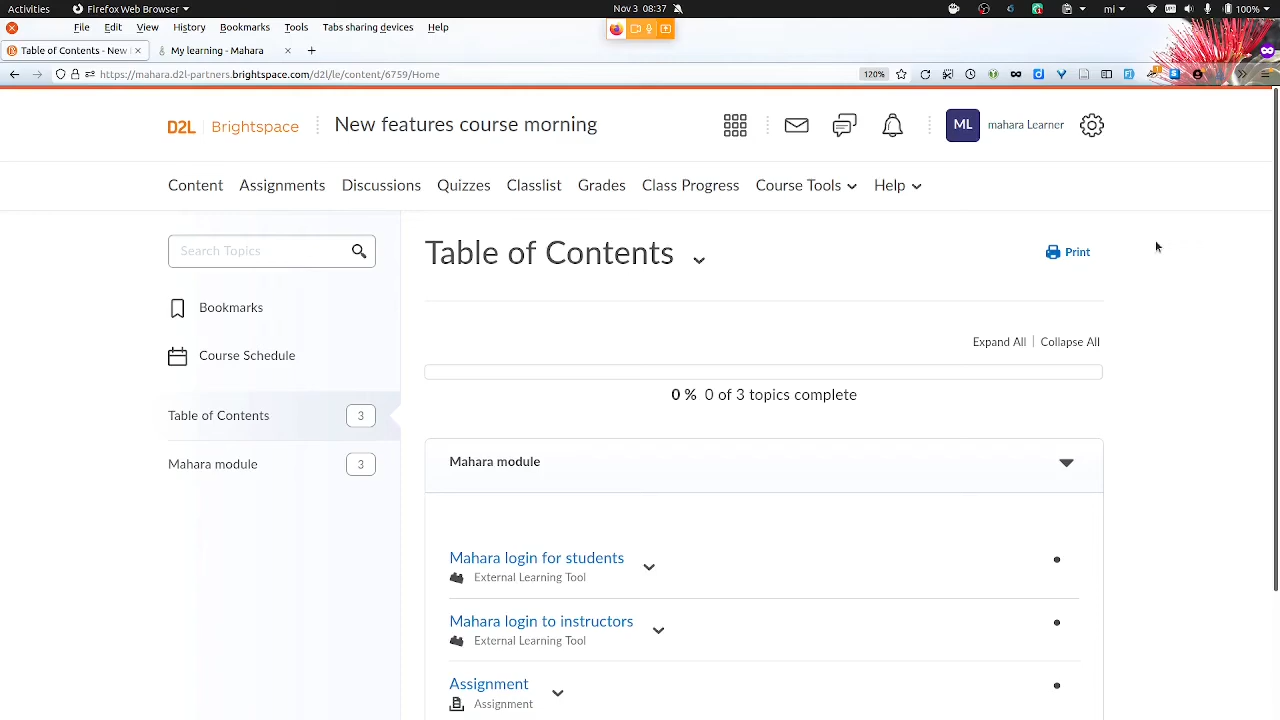 Activities Firefox Web Browser Nov 3 08:37 mi 100%
File Edit View History Bookmarks Tools Tabs sharing devices Help
Table of Contents - New My learning - Mahara
https://mahara.d2l-partners.brightspace.com/d2l/le/content/6759/Home 120%
D2L Brightspace New features course morning ML mahara Learner
Content Assignments Discussions Quizzes Classlist Grades Class Progress Course Tools Help
Search Topics
Bookmarks
Course Schedule
Table of Contents 3
Mahara module 3
Table of Contents
Print
Expand All Collapse All
0 % 0 of 3 topics complete
Mahara module
Mahara login for students
External Learning Tool
Mahara login to instructors
External Learning Tool
Assignment
Assignment